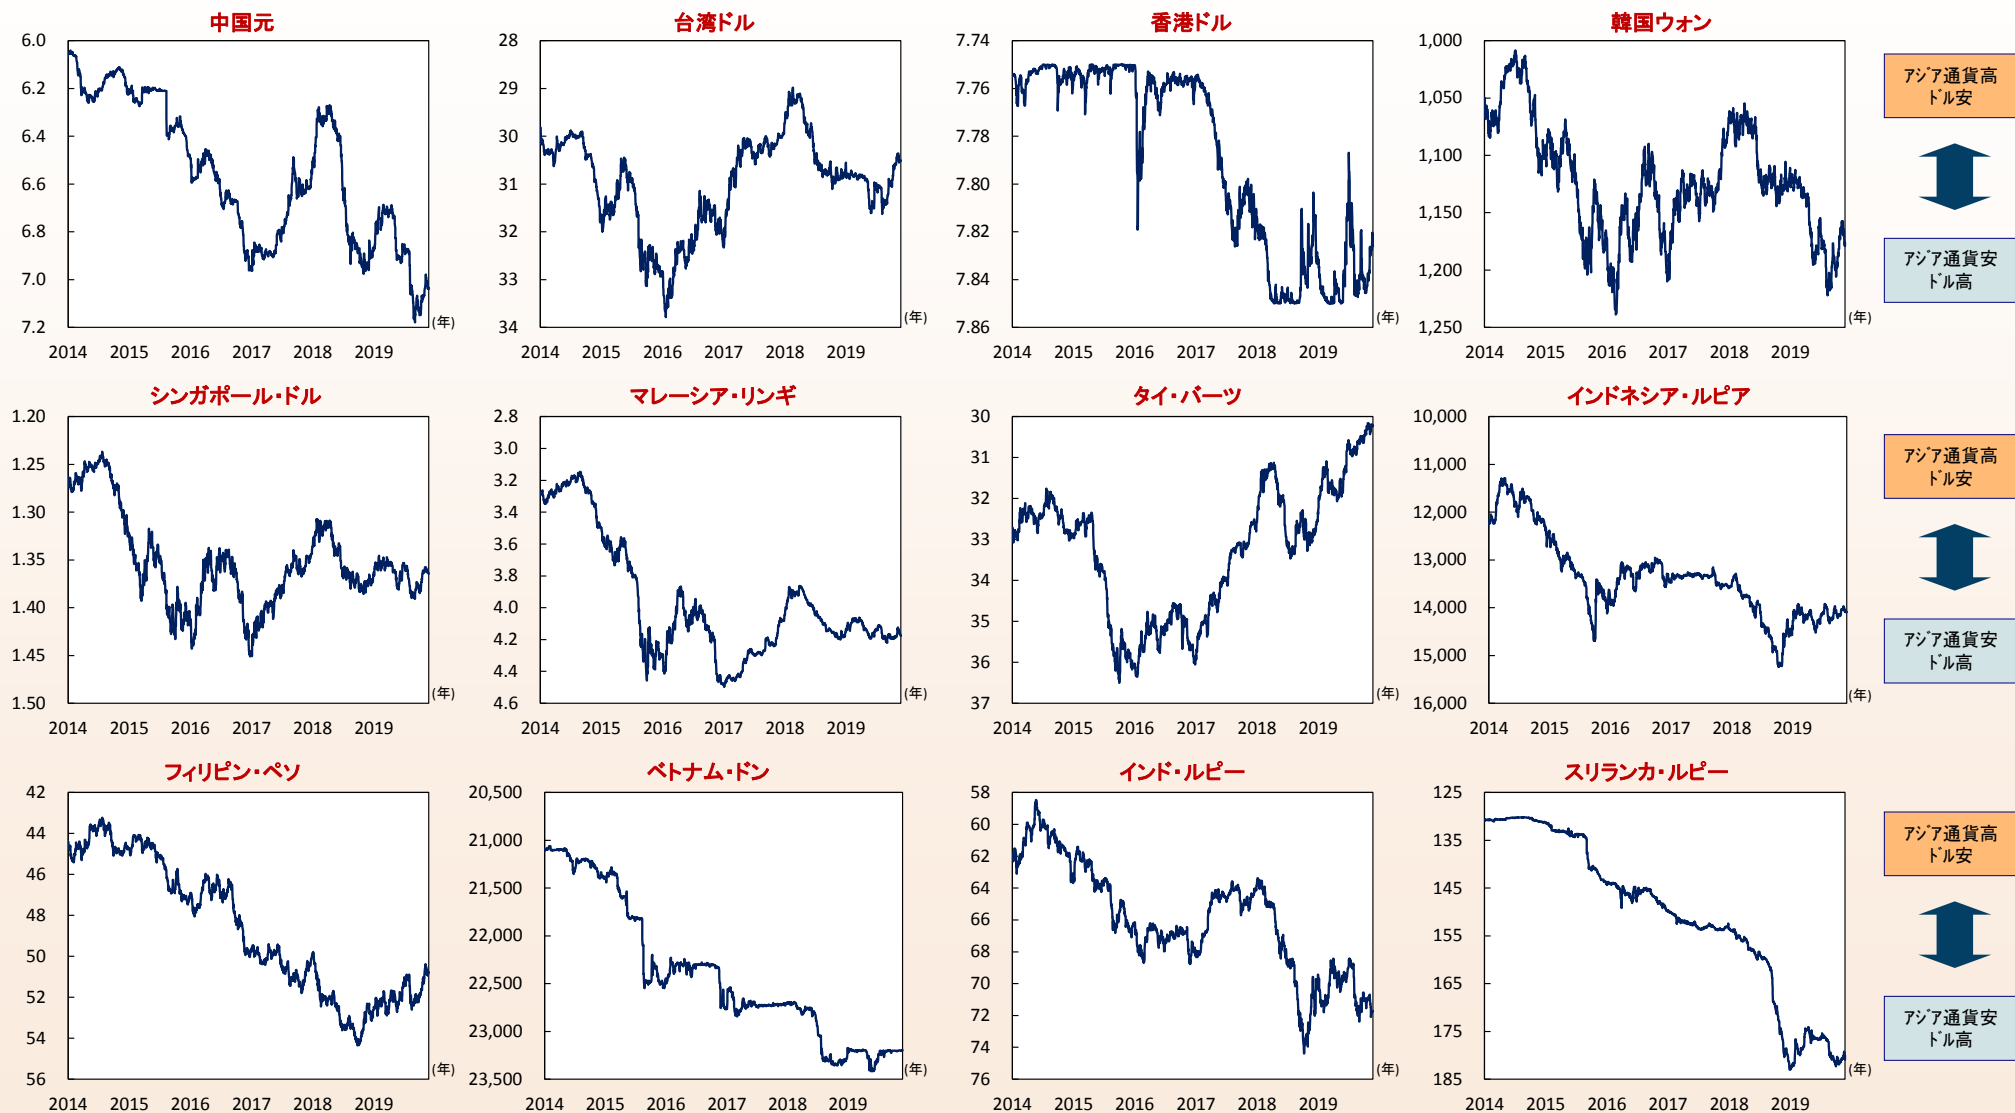 中国元
台湾ドル
香港ドル
韓国ウォン
6.0
6.2
6.4
6.6
6.8
7.0
7.2
(年)
2014 2015 2016 2017 2018 2019
28
29
30
31
32
33
34
(年)
2014 2015 2016 2017 2018 2019
7.74
7.76
7.78
7.80
7.82
7.84
7.86
(年)
2014 2015 2016 2017 2018 2019
1,000
1,050
1,100
1,150
1,200
1,250
(年)
2014 2015 2016 2017 2018 2019
アジア通貨高
ドル安
アジア通貨安
ドル高
シンガポール・ドル
マレーシア・リンギ
タイ・バーツ
インドネシア・ルピア
1.20
1.25
1.30
1.35
1.40
1.45
1.50
(年)
2014 2015 2016 2017 2018 2019
2.8
3.0
3.2
3.4
3.6
3.8
4.0
4.2
4.4
4.6
(年)
2014 2015 2016 2017 2018 2019
30
31
32
33
34
35
36
37
(年)
2014 2015 2016 2017 2018 2019
10,000
11,000
12,000
13,000
14,000
15,000
16,000
(年)
2014 2015 2016 2017 2018 2019
アジア通貨高
ドル安
アジア通貨安
ドル高
フィリピン・ペソ
ベトナム・ドン
インド・ルピー
スリランカ・ルピー
42
44
46
48
50
52
54
56
(年)
2014 2015 2016 2017 2018 2019
20,500
21,000
21,500
22,000
22,500
23,000
23,500
(年)
2014 2015 2016 2017 2018 2019
58
60
62
64
66
68
70
72
74
76
(年)
2014 2015 2016 2017 2018 2019
125
135
145
155
165
175
185
(年)
2014 2015 2016 2017 2018 2019
アジア通貨高
ドル安
アジア通貨安
ドル高